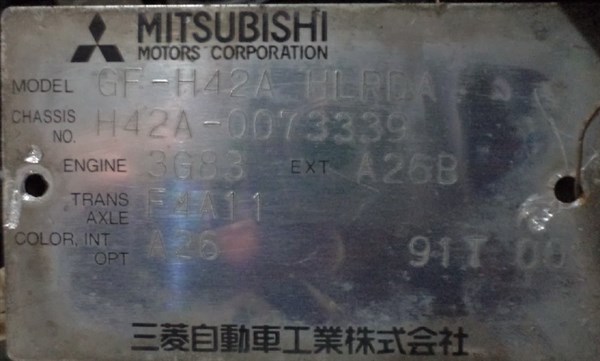 MITSUBISHI
MOTORS CORPORATION
MODEL GF-H42A HLRDA
CHASSIS NO. H42A-0073339
ENGINE 3G83 EXT A26B
TRANS AXLE F4A11
COLOR, INT OPT A26 91T 00
三菱自動車工業株式会社